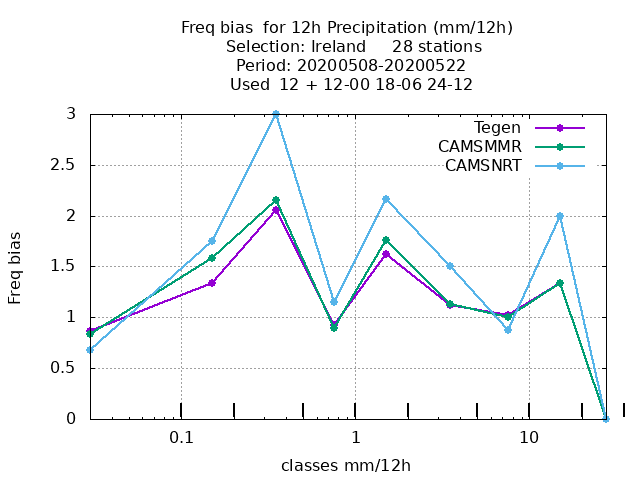 Freq bias  for 12h Precipitation (mm/12h)
Selection: Ireland     28 stations
Period: 20200508-20200522
Used  12 + 12-00 18-06 24-12
Tegen
CAMSMMR
CAMSNRT
Freq bias
3
2.5
2
1.5
1
0.5
0
0.1
1
10
classes mm/12h